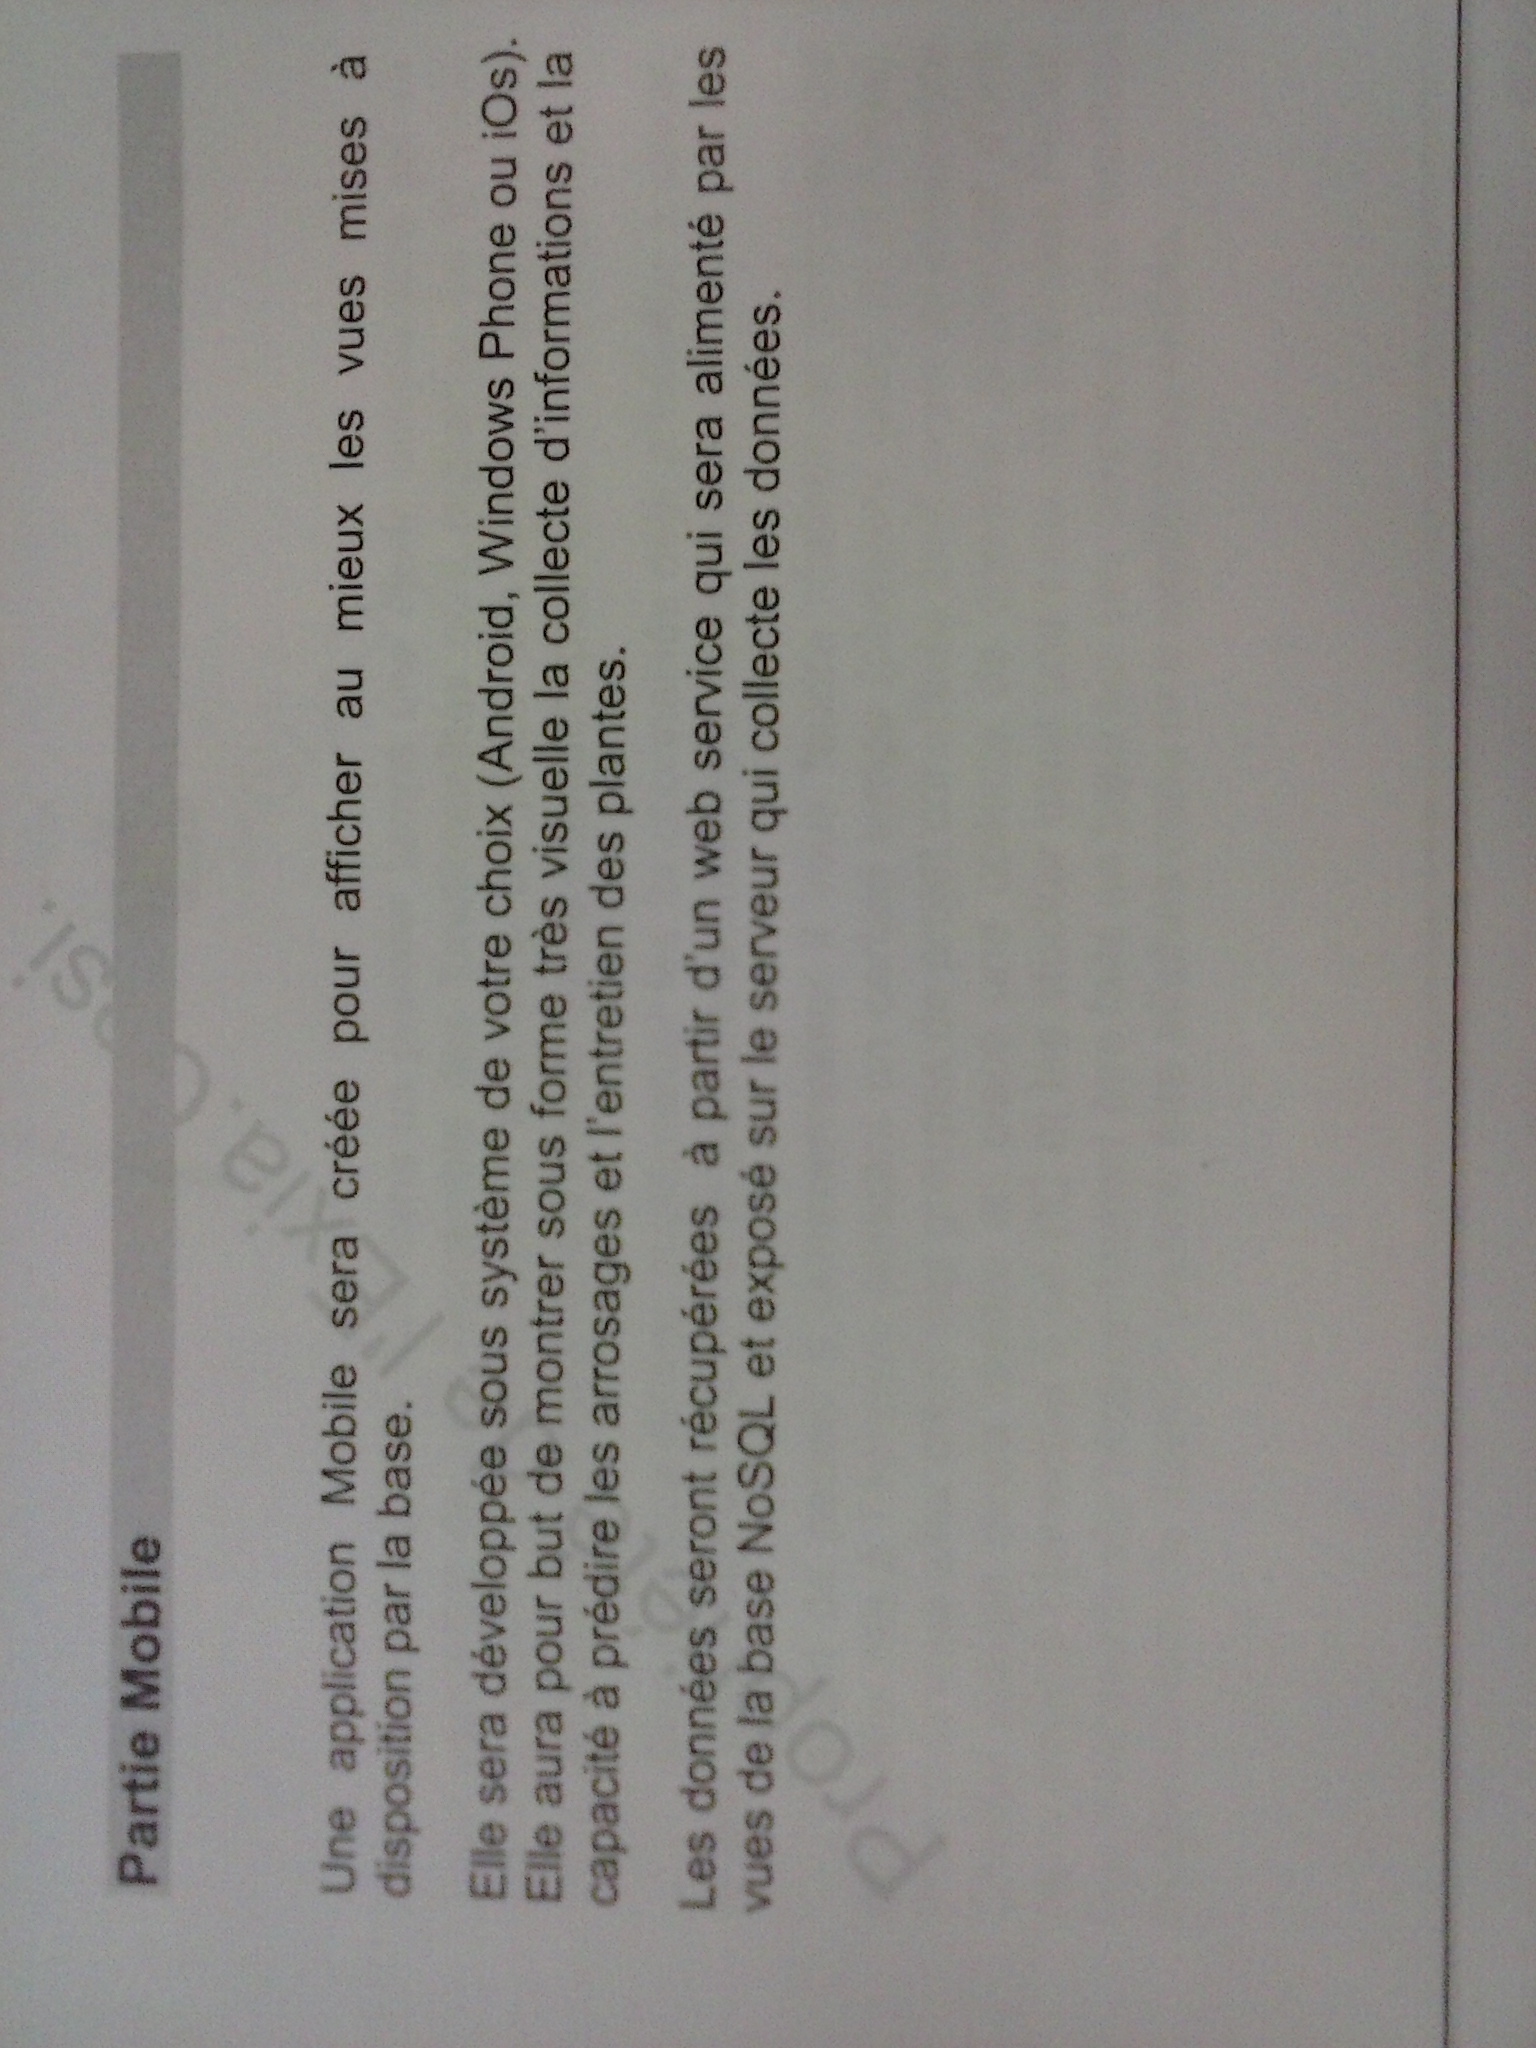 Partie Mobile
Une application Mobile sera créée pour afficher au mieux les vues mises à
disposition par la base.
Elle sera développée sous système de votre choix (Android, Windows Phone ou iOs).
Elle aura pour but de montrer sous forme très visuelle la collecte d'informations et la
capacité à prédire les arrosages et l'entretien des plantes.
Les données seront récupérées à partir d'un web service qui sera alimenté par les
vues de la base NoSQL et exposé sur le serveur qui collecte les données.
Propriété de l'Exia.Cesi.